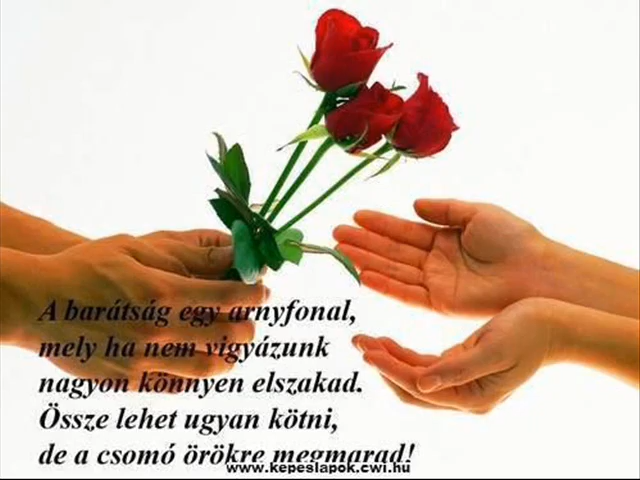 A barátság egy arnyfonal,
mely ha nem vigyázunk
nagyon könnyen elszakad.
Össze lehet ugyan kötni,
de a csomó örökre megmarad!
www.kepeslapok.cwi.hu